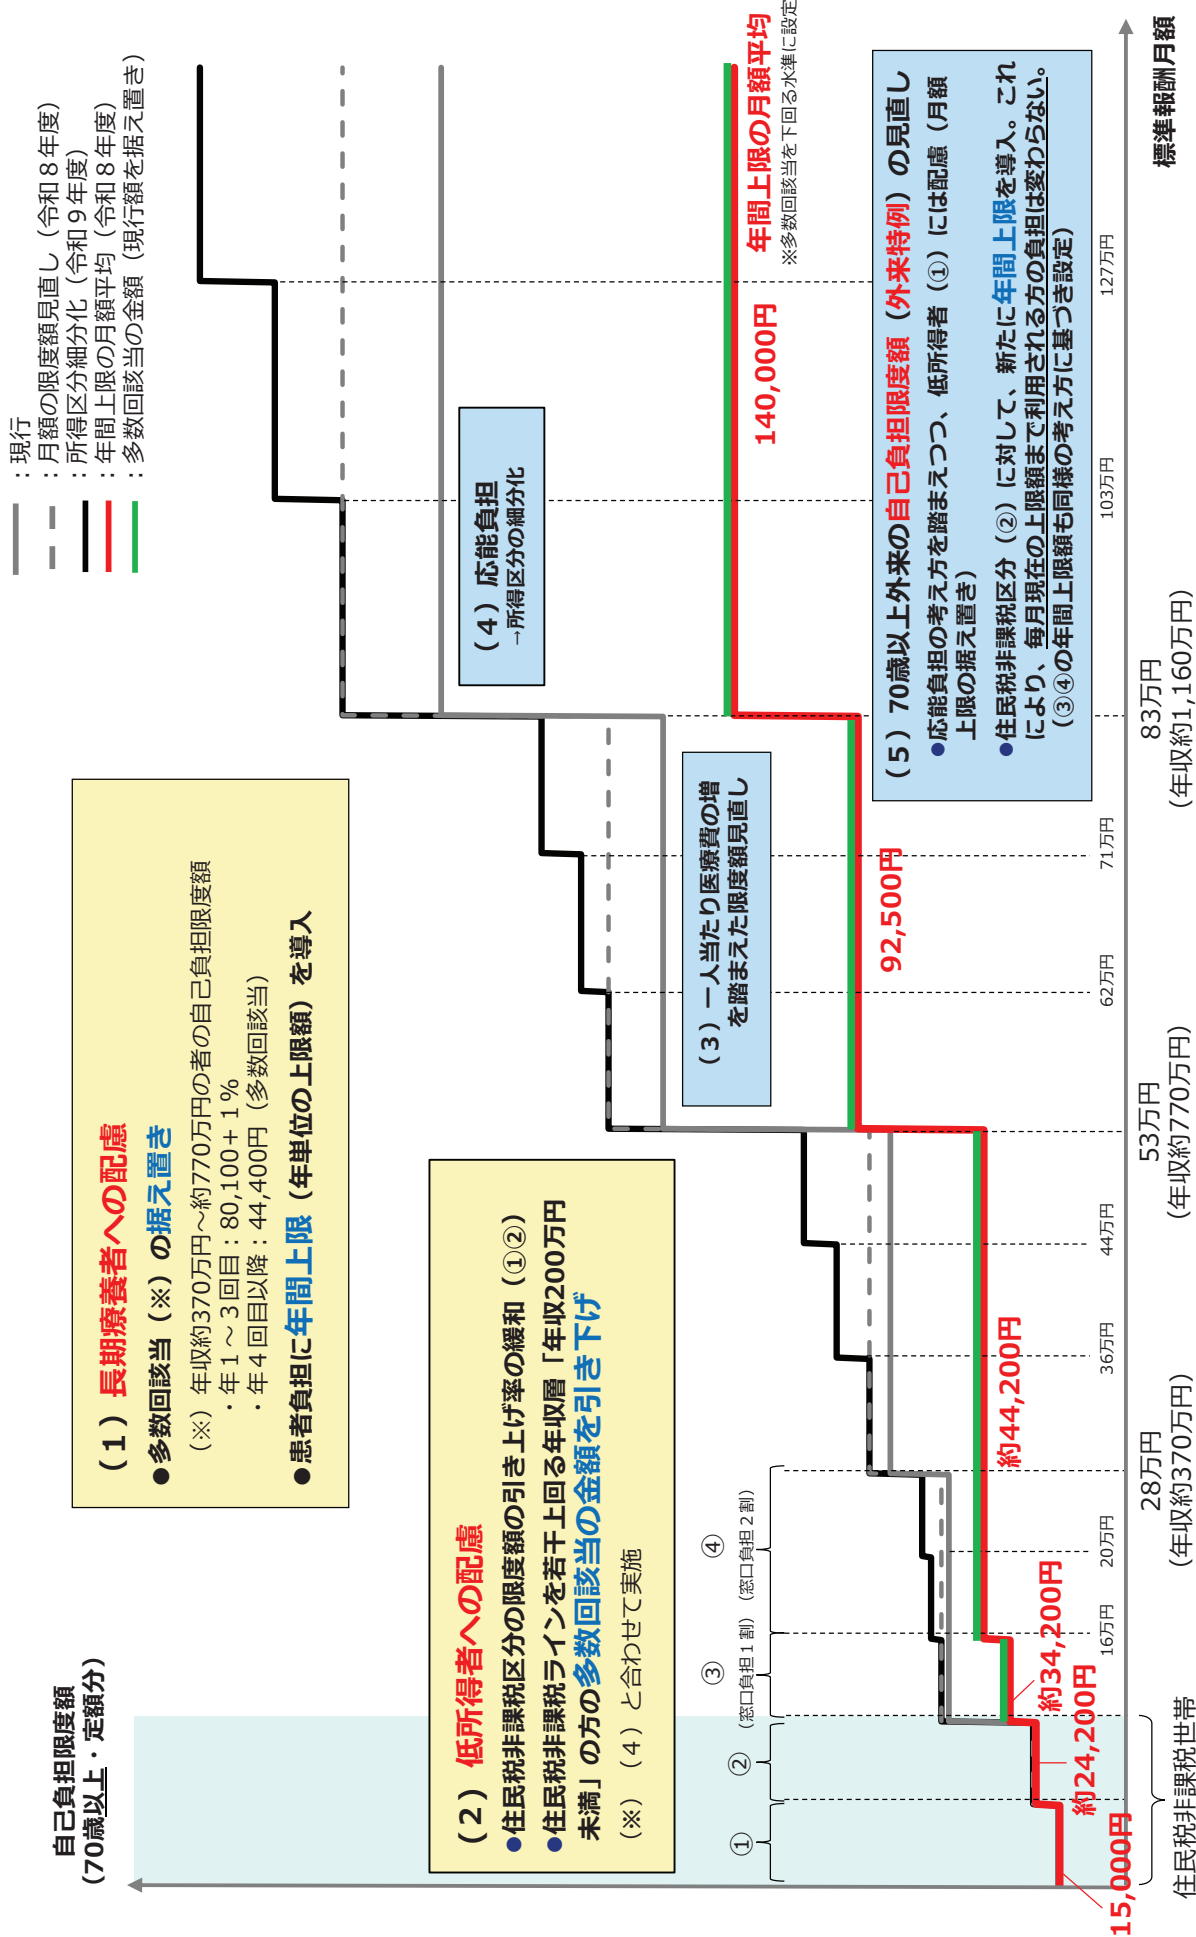 自己負担限度額
（70歳以上・定額分）
：現行
：月額の限度額見直し（令和８年度）
：所得区分細分化（令和９年度）
：年間上限の月額平均（令和８年度）
：多数回該当の金額（現行額を据え置き）
（１）長期療養者への配慮
●多数回該当（※）の据え置き
（※）年収約370万円～約770万円の者の自己負担限度額
・年１～３回目：80,100＋１％
・年４回目以降：44,400円（多数回該当）
●患者負担に年間上限（年単位の上限額）を導入
（２）低所得者への配慮
●住民税非課税区分の限度額の引き上げ率の緩和（①②）
●住民税非課税ラインを若干上回る年収層「年収200万円
未満」の方の多数回該当の金額を引き下げ
（※）（４）と合わせて実施
（４）応能負担
→所得区分の細分化
（３）一人当たり医療費の増
を踏まえた限度額見直し
①
②
③
（窓口負担１割）
④
（窓口負担２割）
15,000円
約24,200円
約34,200円
約44,200円
92,500円
140,000円
年間上限の月額平均
※多数回該当を下回る水準に設定
（５）70歳以上外来の自己負担限度額（外来特例）の見直し
●応能負担の考え方を踏まえつつ、低所得者（①）には配慮（月額
上限の据え置き）
●住民税非課税区分（②）に対して、新たに年間上限を導入。これ
により、毎月現在の上限額まで利用される方の負担は変わらない。
（③④の年間上限額も同様の考え方に基づき設定）
16万円
20万円
36万円
44万円
62万円
71万円
103万円
127万円
住民税非課税世帯
28万円
（年収約370万円）
53万円
（年収約770万円）
83万円
（年収約1,160万円）
標準報酬月額